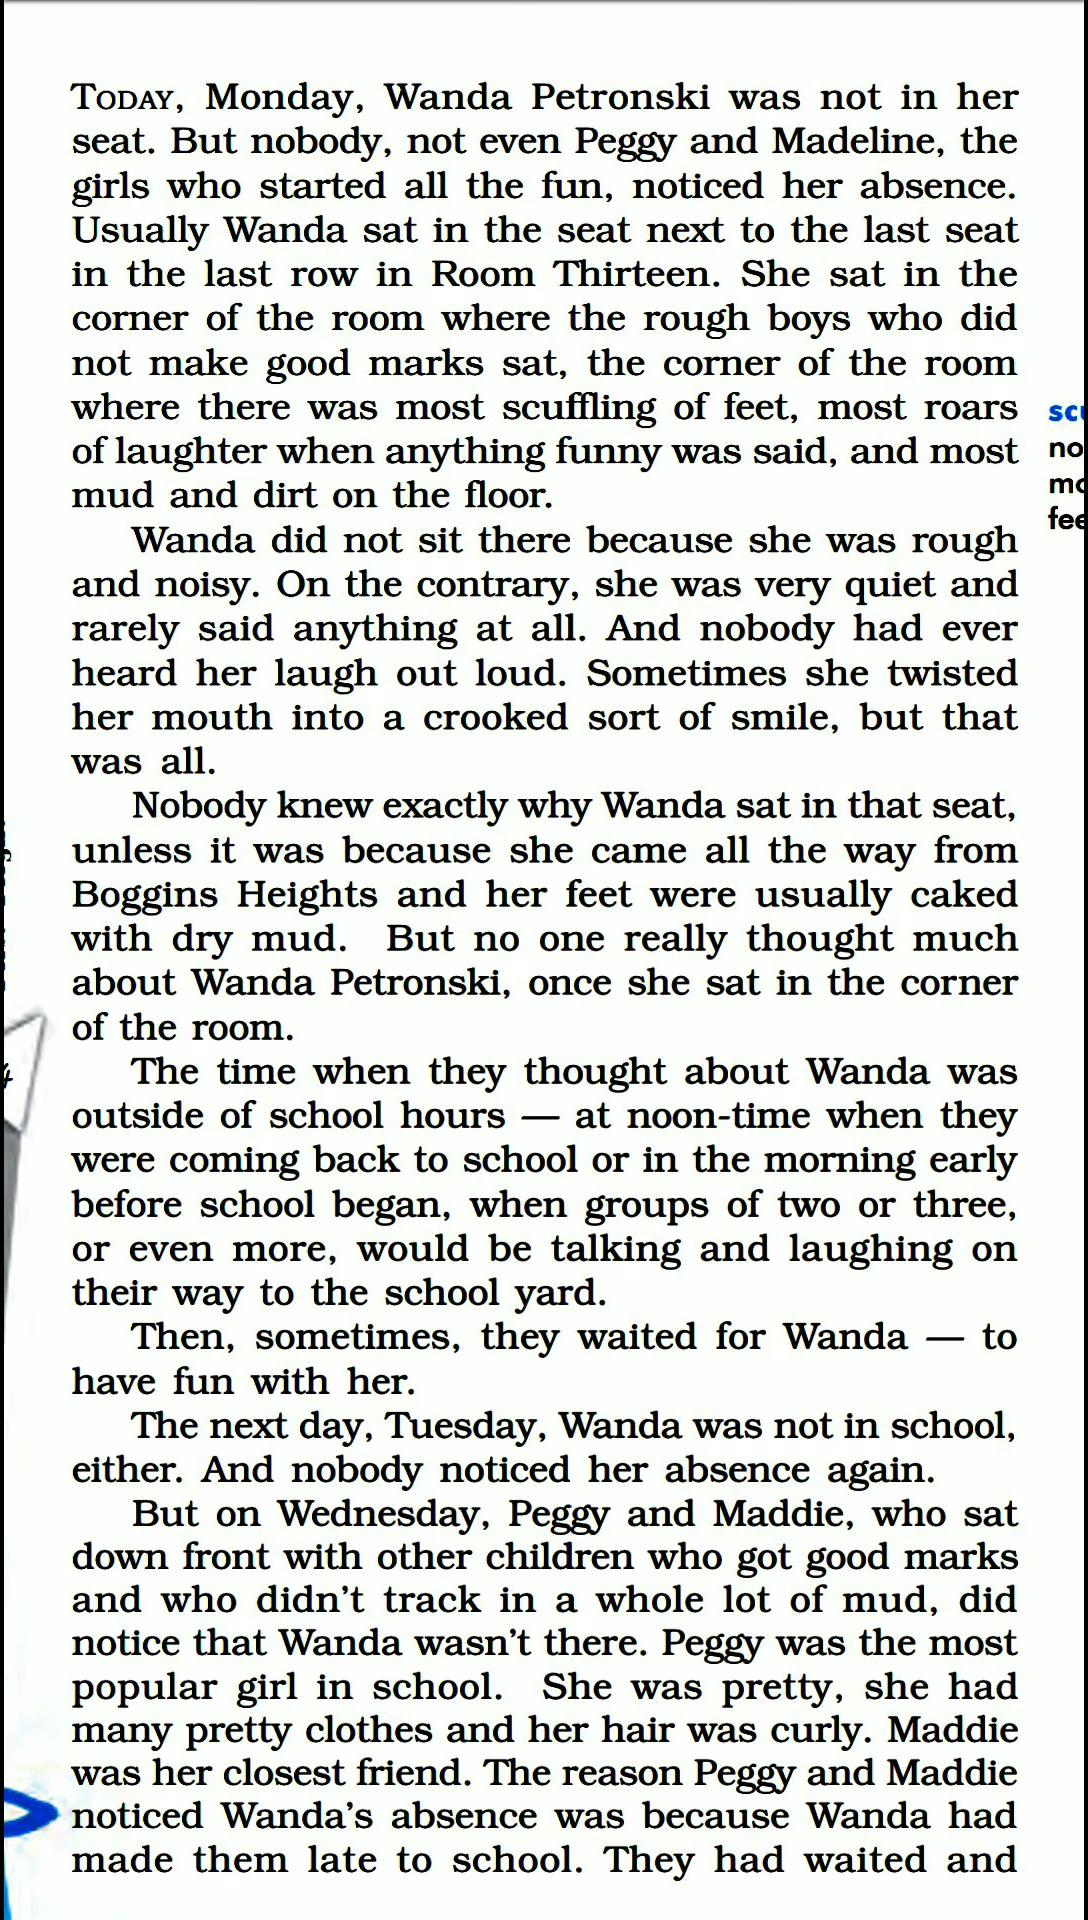 TODAY, Monday, Wanda Petronski was not in her
seat. But nobody, not even Peggy and Madeline, the
girls who started all the fun, noticed her absence.
Usually Wanda sat in the seat next to the last seat
in the last row in Room Thirteen. She sat in the
corner of the room where the rough boys who did
not make good marks sat, the corner of the room
where there was most scuffling of feet, most roars
of laughter when anything funny was said, and most
mud and dirt on the floor.
Wanda did not sit there because she was rough
and noisy. On the contrary, she was very quiet and
rarely said anything at all. And nobody had ever
heard her laugh out loud. Sometimes she twisted
her mouth into a crooked sort of smile, but that
was all.
Nobody knew exactly why Wanda sat in that seat,
unless it was because she came all the way from
Boggins Heights and her feet were usually caked
with dry mud. But no one really thought much
about Wanda Petronski, once she sat in the corner
of the room.
The time when they thought about Wanda was
outside of school hours — at noon-time when they
were coming back to school or in the morning early
before school began, when groups of two or three,
or even more, would be talking and laughing on
their way to the school yard.
Then, sometimes, they waited for Wanda — to
have fun with her.
The next day, Tuesday, Wanda was not in school,
either. And nobody noticed her absence again.
But on Wednesday, Peggy and Maddie, who sat
down front with other children who got good marks
and who didn't track in a whole lot of mud, did
notice that Wanda wasn't there. Peggy was the most
popular girl in school. She was pretty, she had
many pretty clothes and her hair was curly. Maddie
was her closest friend. The reason Peggy and Maddie
noticed Wanda's absence was because Wanda had
made them late to school. They had waited and